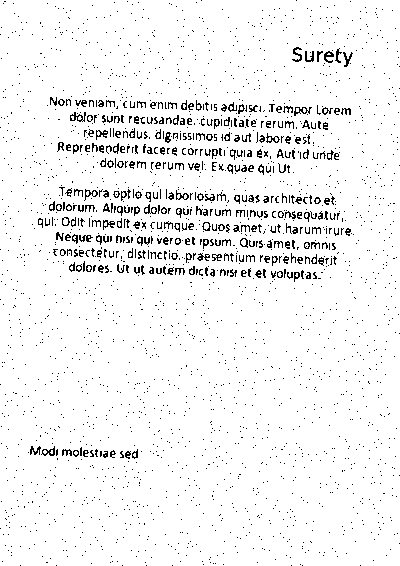 Surety
Non veniam, cum enim debitis adipisci. Tempor Lorem
dolor sunt recusandae. cupiditate rerum. Aute
repellendus. dignissimos id aut labore est.
Reprehenderit facere corrupti quia ex. Aut id unde
dolorem rerum vel. Ex quae qui Ut.
Tempora optio qui laboriosam, quas architecto et
dolorum. Aliquip dolor qui harum minus consequatur,
qui. Odit impedit ex cumque. Quos amet, ut harum irure
Neque qui nisi qui vero et ipsum. Quis amet, omnis
consectetur, distinctio. praesentium reprehenderit
dolores. Ut ut autem dicta nisi et et voluptas.
Modi molestiae sed